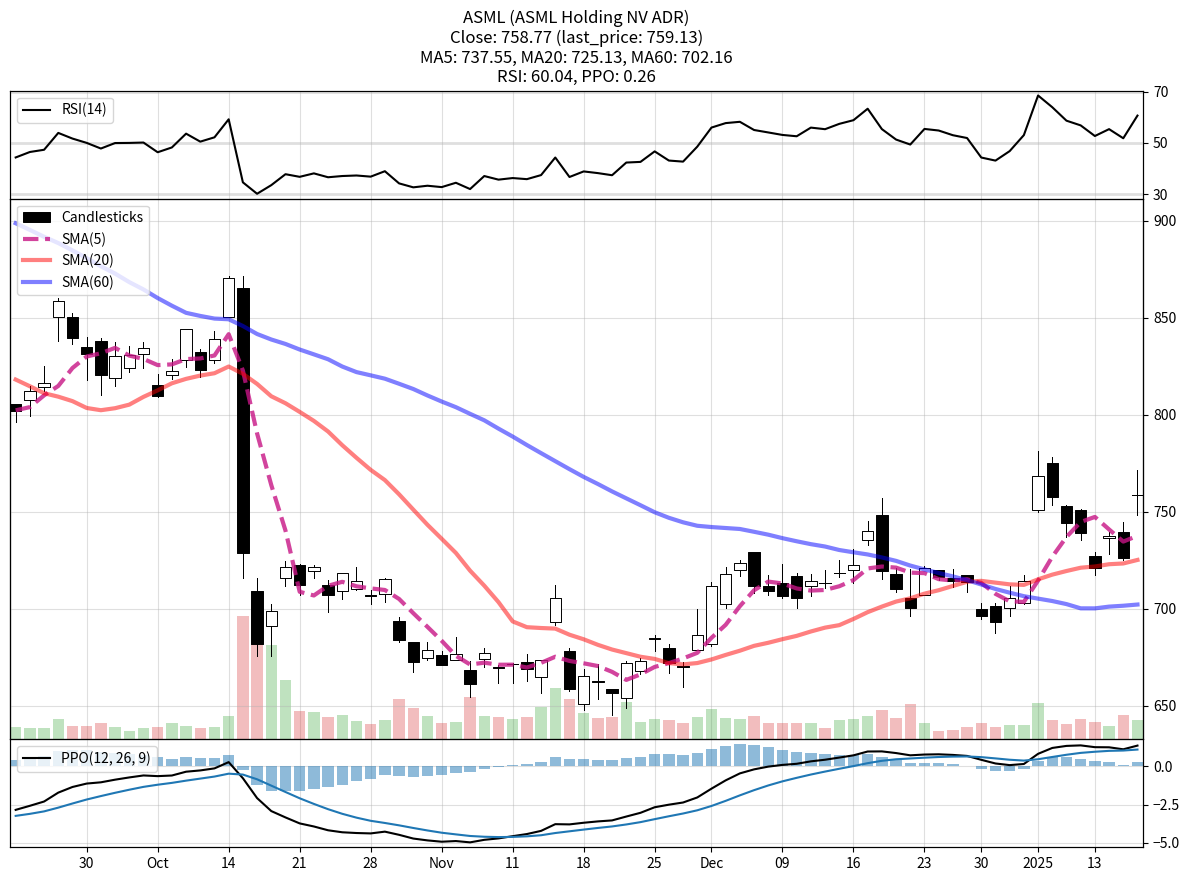 ASML (ASML Holding NV ADR)
Close: 758.77 (last_price: 759.13)
MA5: 737.55, MA20: 725.13, MA60: 702.16
RSI: 60.04, PPO: 0.26
RSI(14)
70
50
30
Candlesticks
SMA(5)
SMA(20)
SMA(60)
900
850
800
750
700
650
PPO(12, 26, 9)
0.0
−2.5
−5.0
30 Oct 14 21 28 Nov 11 18 25 Dec 09 16 23 30 2025 13